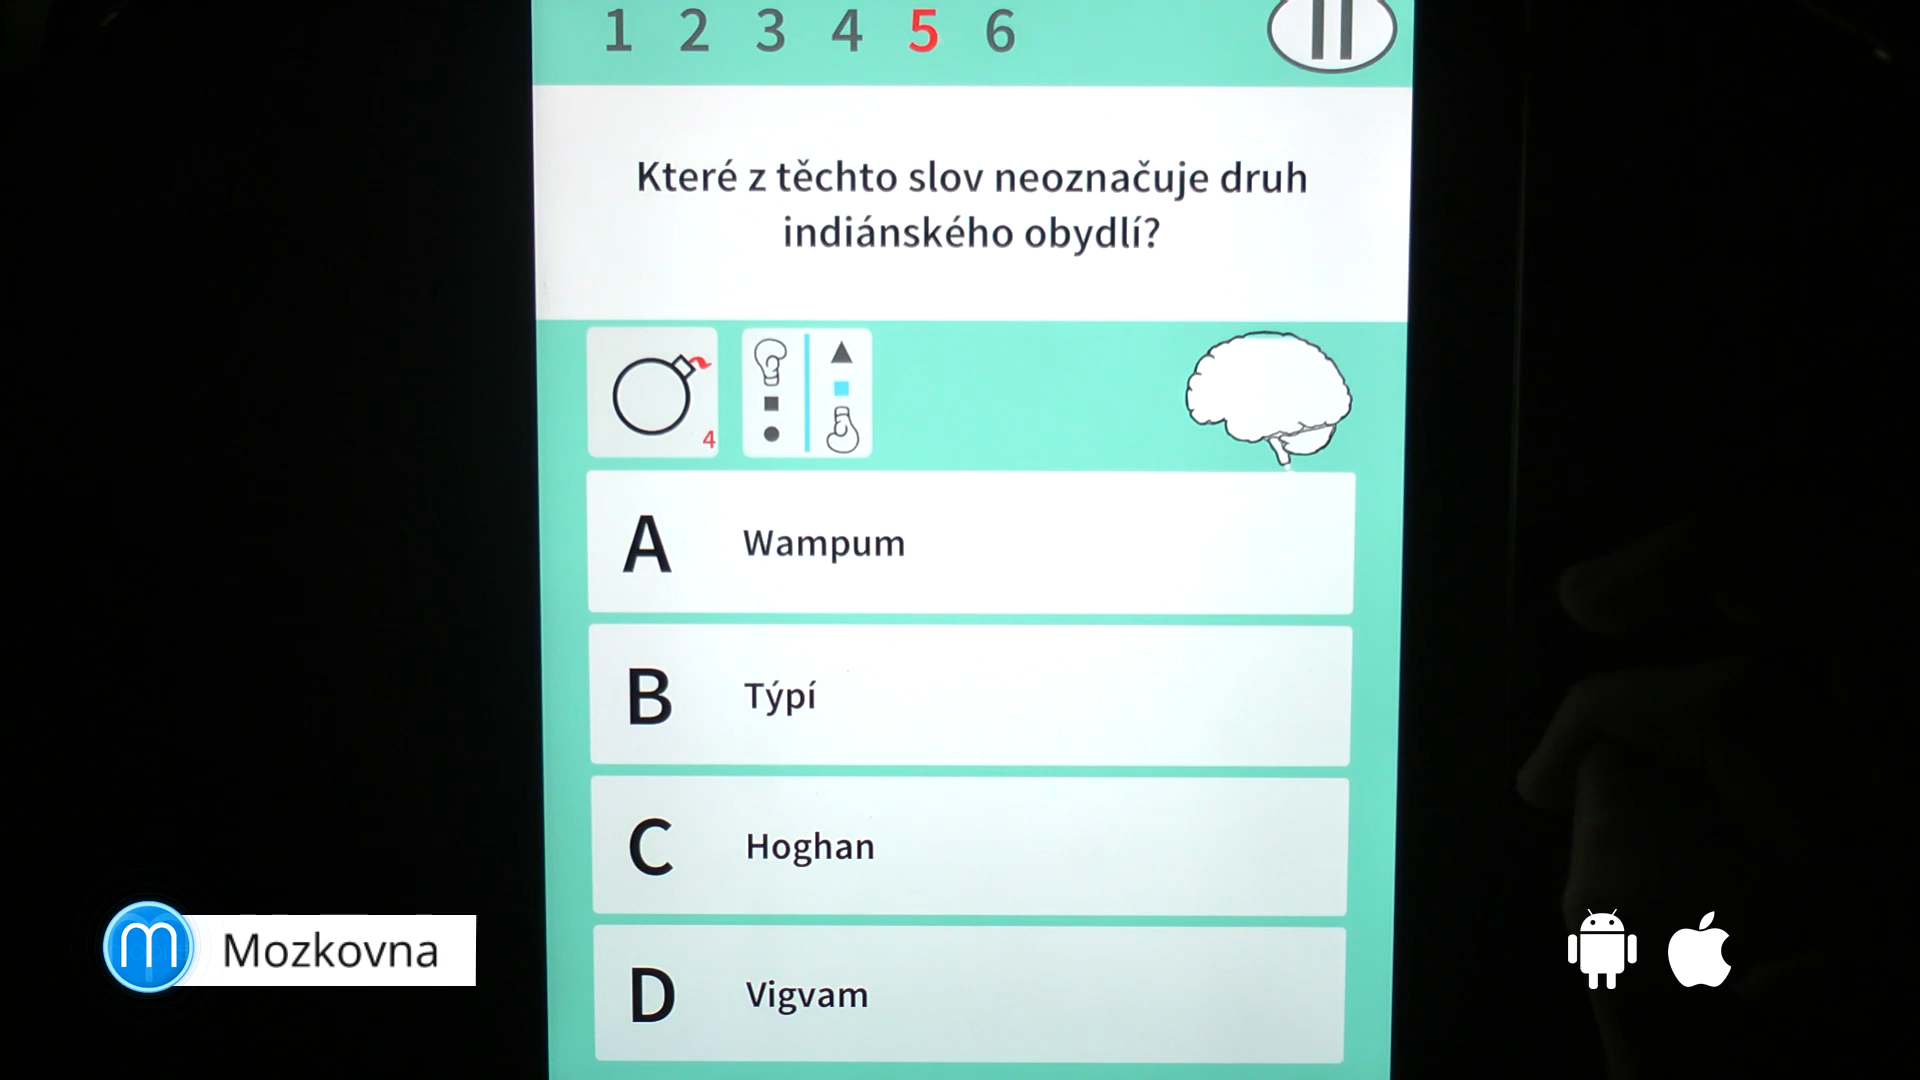 1 2 3 4 5 6
Které z těchto slov neoznačuje druh
indiánského obydlí?
4
A Wampum
B Týpí
C Hoghan
D Vigvam
m Mozkovna